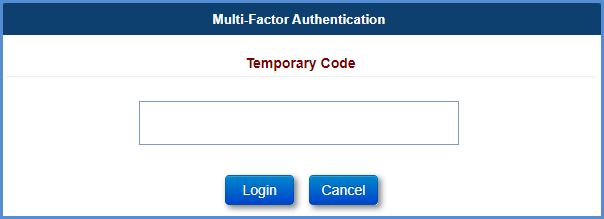 Multi-Factor Authentication
Temporary Code
Login Cancel